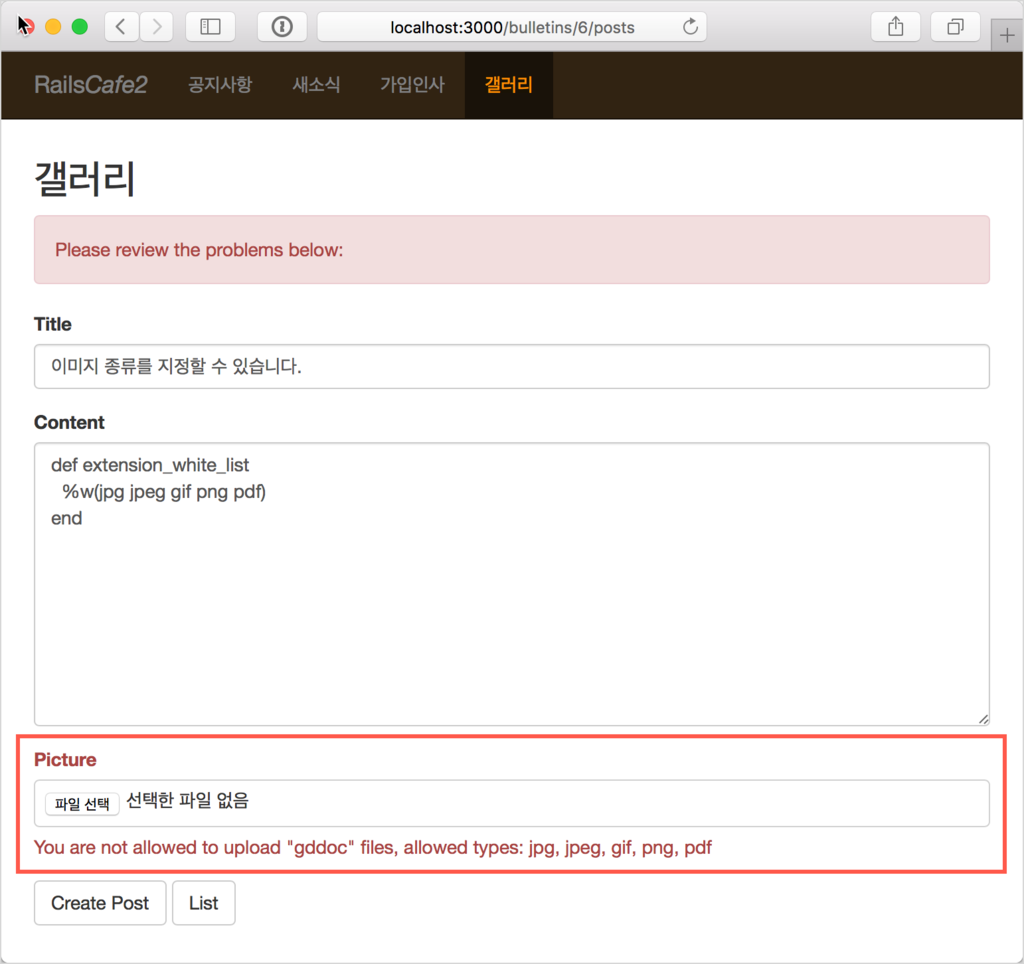 localhost:3000/bulletins/6/posts
RailsCafe2 공지사항 새소식 가입인사 갤러리
갤러리
Please review the problems below:
Title
이미지 종류를 지정할 수 있습니다.
Content
def extension_white_list
%w(jpg jpeg gif png pdf)
end
Picture
파일 선택 선택한 파일 없음
You are not allowed to upload "gddoc" files, allowed types: jpg, jpeg, gif, png, pdf
Create Post List